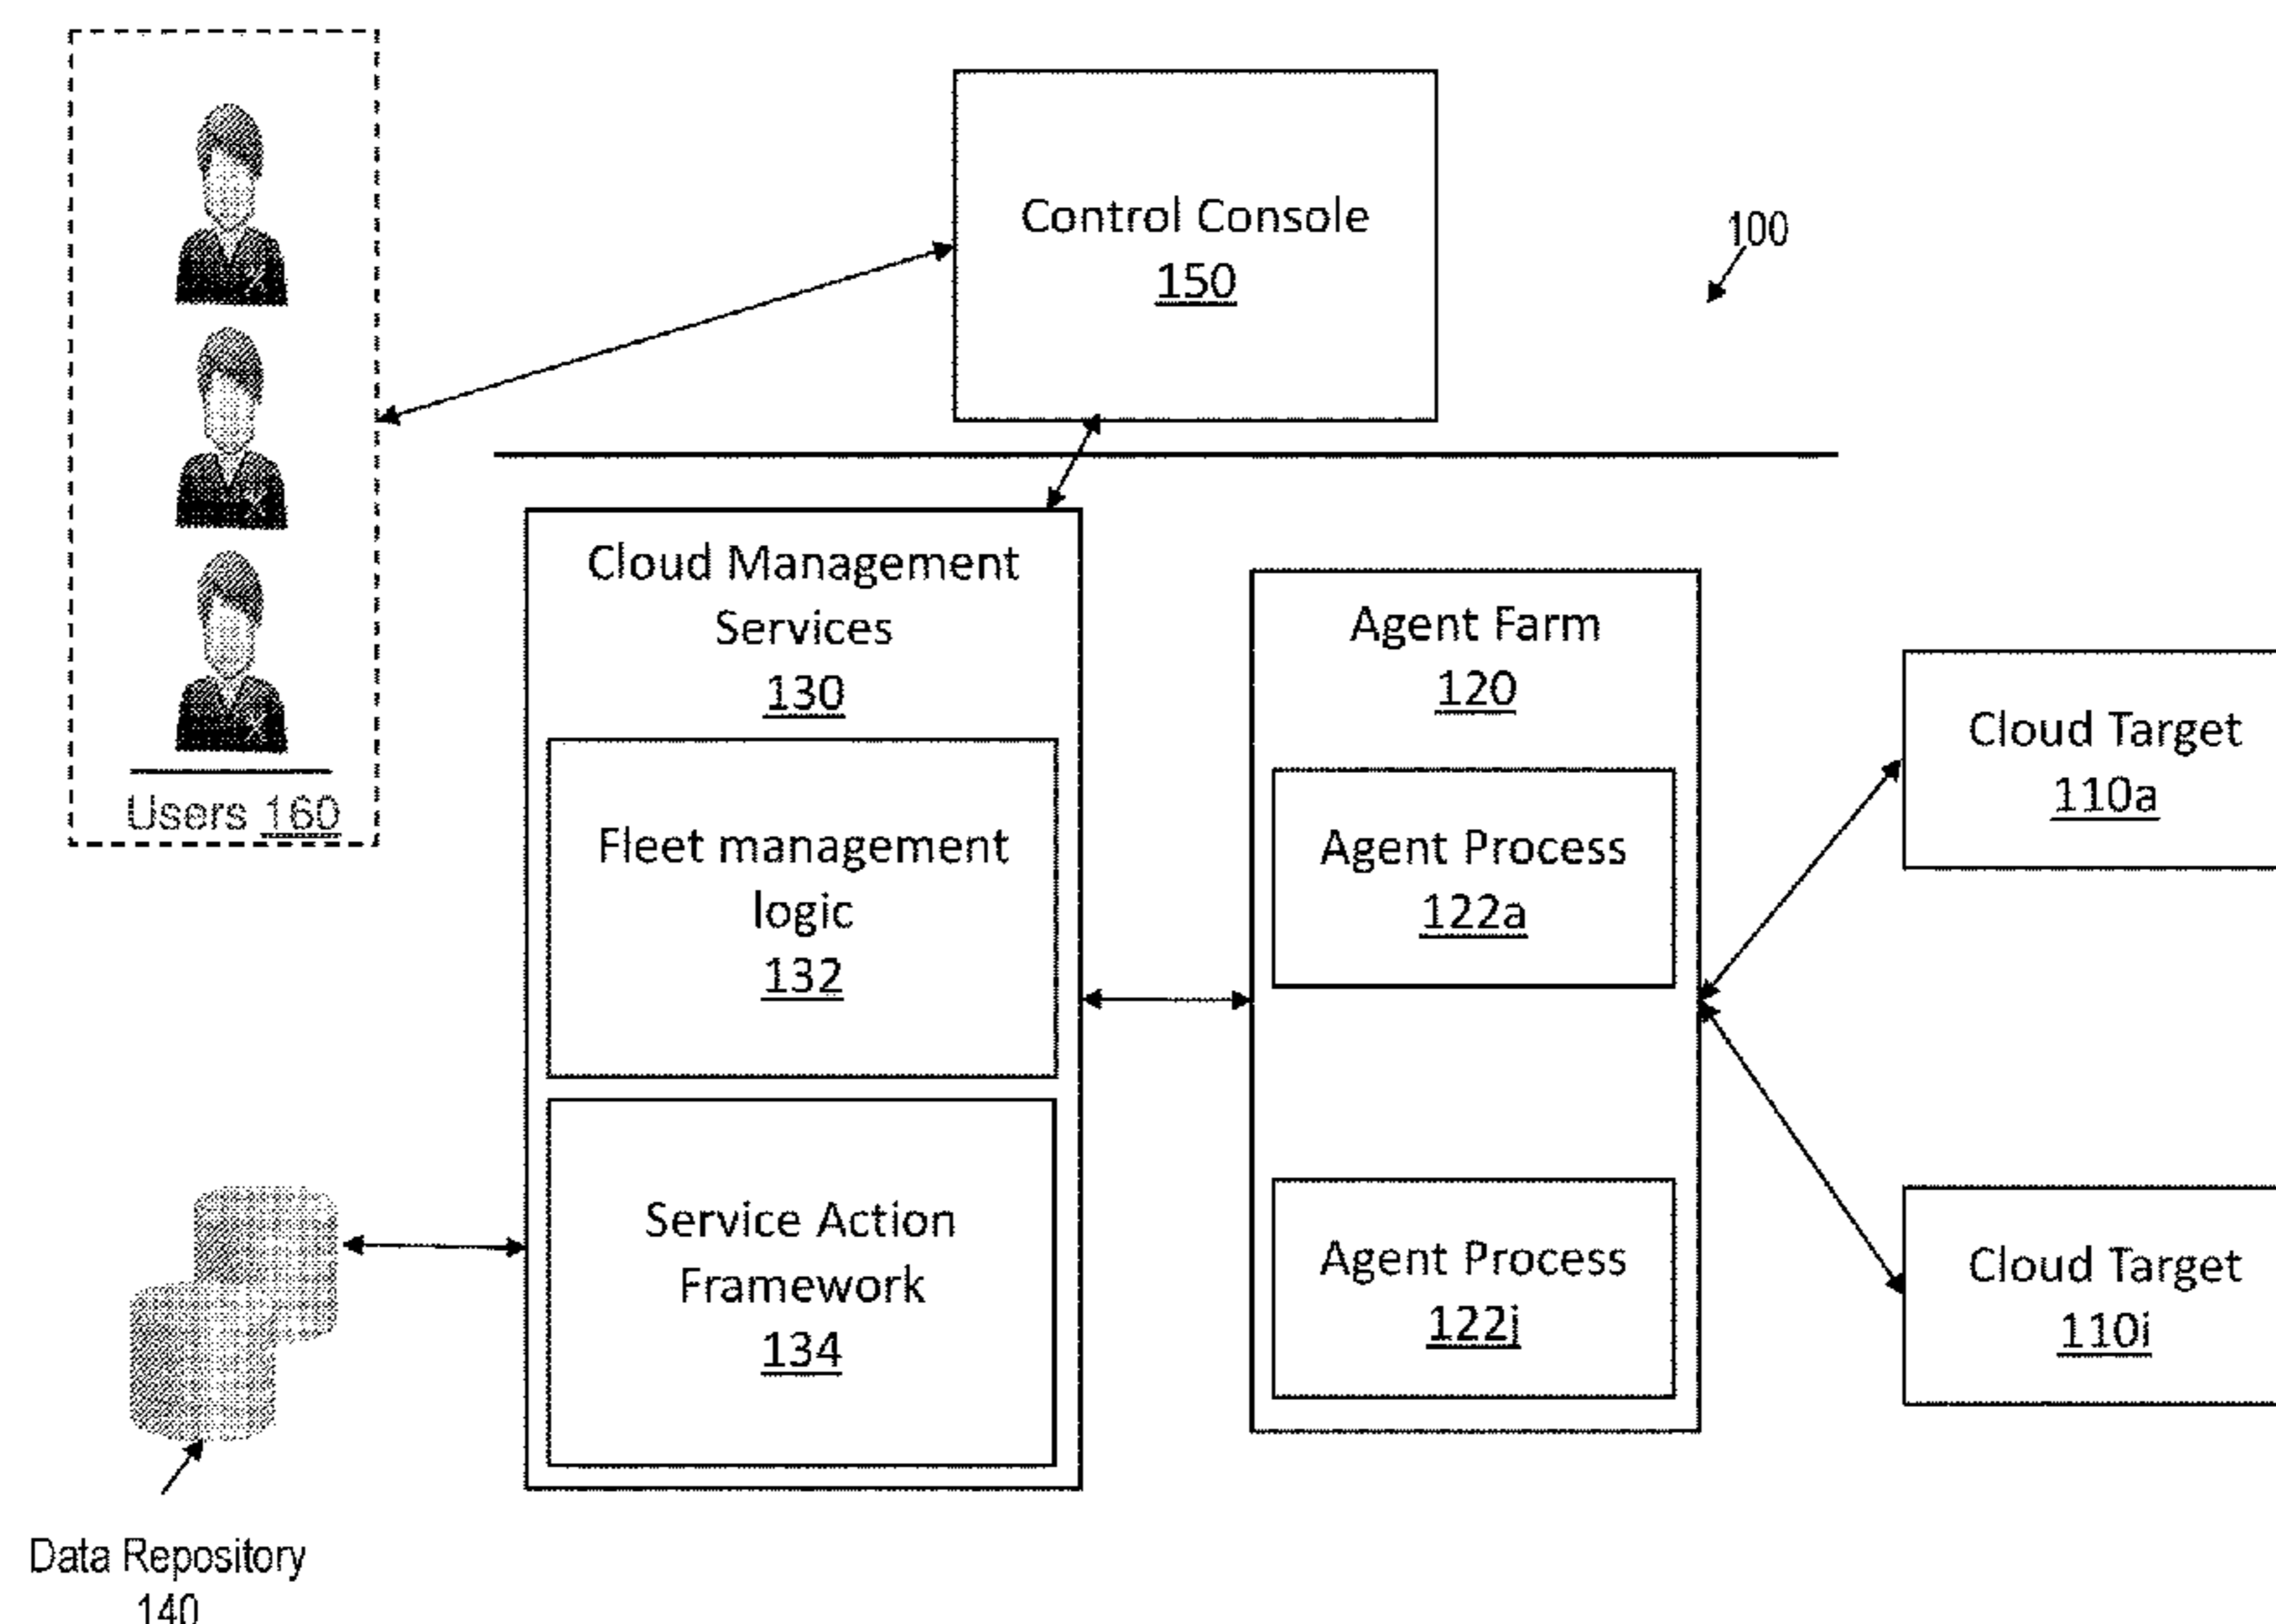 Control Console
150
100
Users 160
Cloud Management
Services
130
Fleet management
logic
132
Service Action
Framework
134
Agent Farm
120
Agent Process
122a
Agent Process
122j
Cloud Target
110a
Cloud Target
110i
Data Repository
140